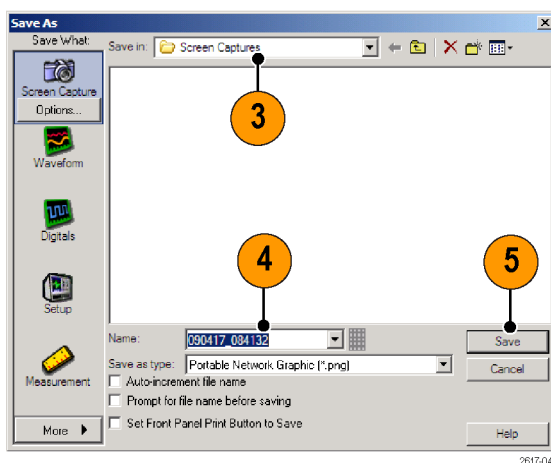 Save As
Save What:
Save in: Screen Captures
Screen Capture
Options...
3
Waveform
Digitals
4
5
Setup
Name: 090417_084132
Save
Save as type: Portable Network Graphic (*.png)
Cancel
Measurement
Auto-increment file name
Prompt for file name before saving
Set Front Panel Print Button to Save
More
Help
2617-04